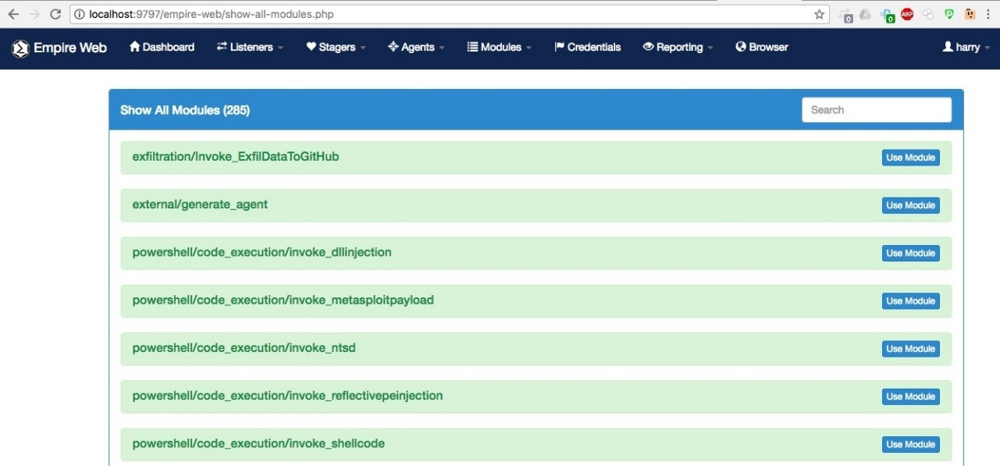 localhost:9797/empire-web/show-all-modules.php
0 0 ABP
Empire Web Dashboard Listeners Stagers Agents Modules Credentials Reporting Browser harry
Show All Modules (285) Search
exfiltration/Invoke_ExfilDataToGitHub Use Module
external/generate_agent Use Module
powershell/code_execution/invoke_dllinjection Use Module
powershell/code_execution/invoke_metasploitpayload Use Module
powershell/code_execution/invoke_ntsd Use Module
powershell/code_execution/invoke_reflectivepeinjection Use Module
powershell/code_execution/invoke_shellcode Use Module